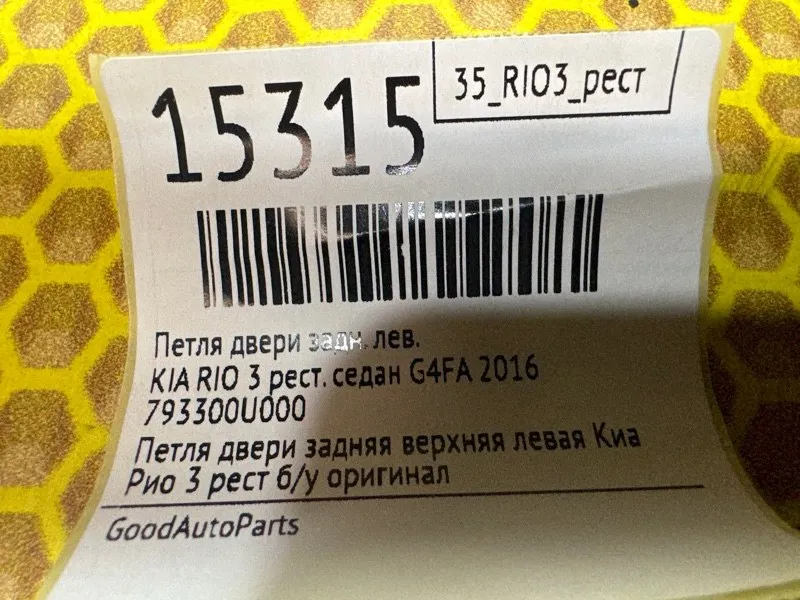 15315
35_RIO3_рест
Петля двери задн. лев.
KIA RIO 3 рест. седан G4FA 2016
793300U000
Петля двери задняя верхняя левая Киа
Рио 3 рест б/у оригинал
GoodAutoParts